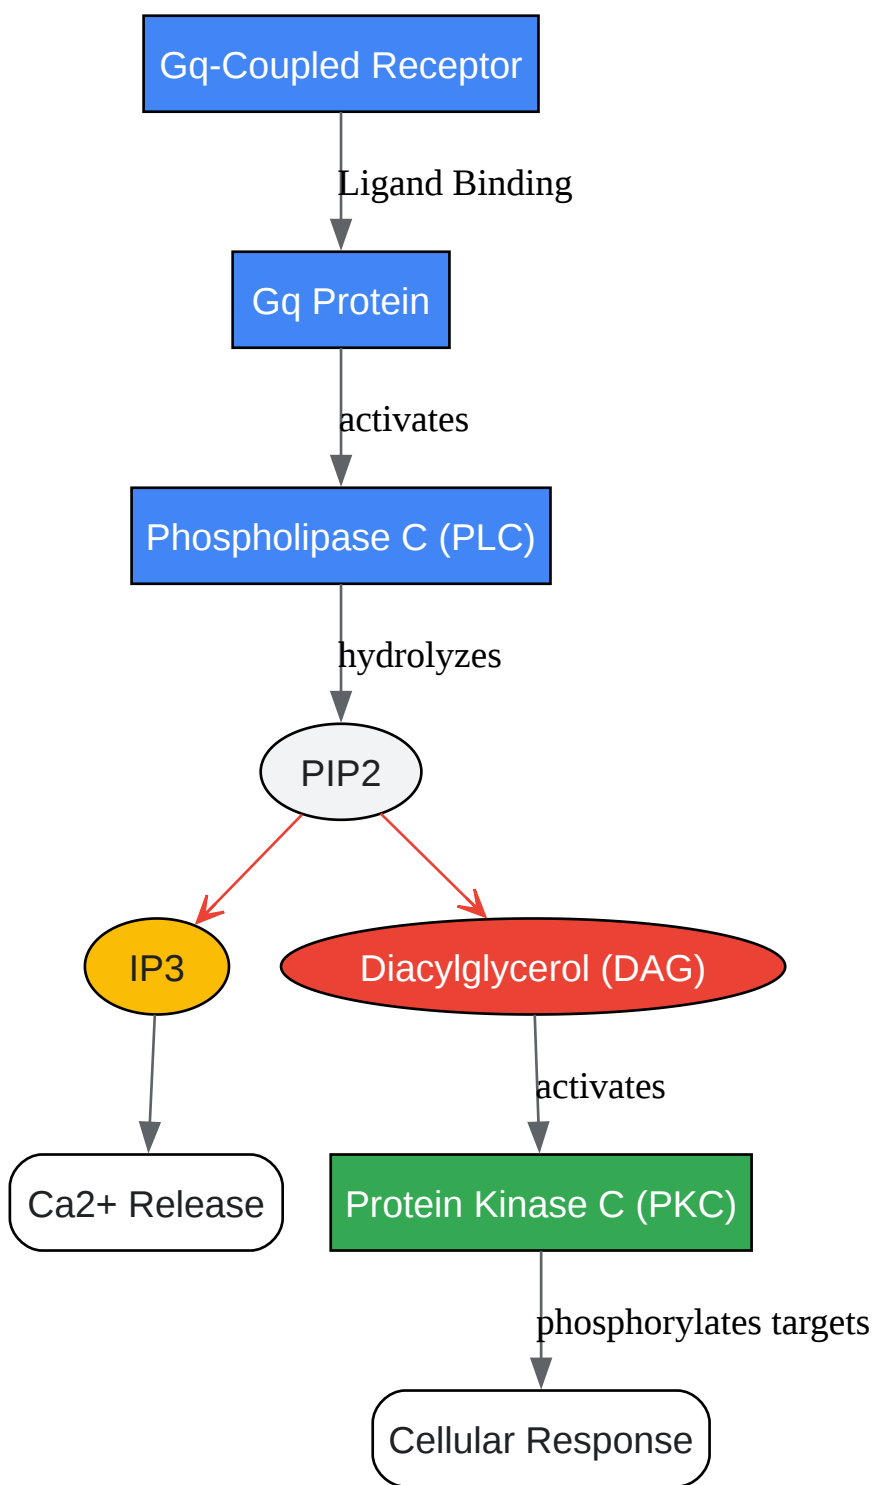 Gq-Coupled Receptor
Ligand Binding
Gq Protein
activates
Phospholipase C (PLC)
hydrolyzes
PIP2
IP3
Diacylglycerol (DAG)
activates
Ca2+ Release
Protein Kinase C (PKC)
phosphorylates targets
Cellular Response